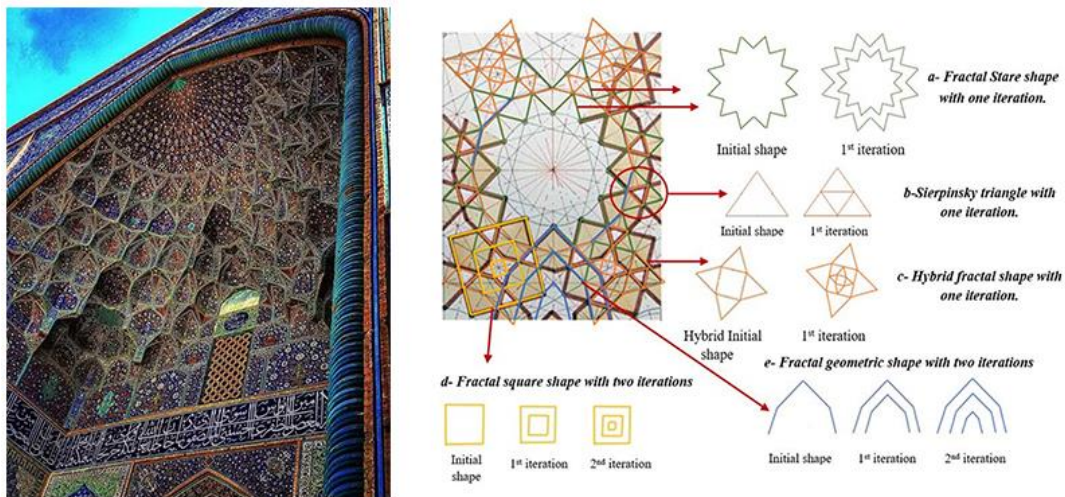 a- Fractal Stare shape
with one iteration.
Initial shape
1st iteration
b-Sierpinsky triangle with
one iteration.
Initial shape
1st iteration
c- Hybrid fractal shape with
one iteration.
Hybrid Initial
shape
1st iteration
d- Fractal square shape with two iterations
Initial
shape
1st iteration
2nd iteration
e- Fractal geometric shape with two iterations
Initial shape
1st iteration
2nd iteration